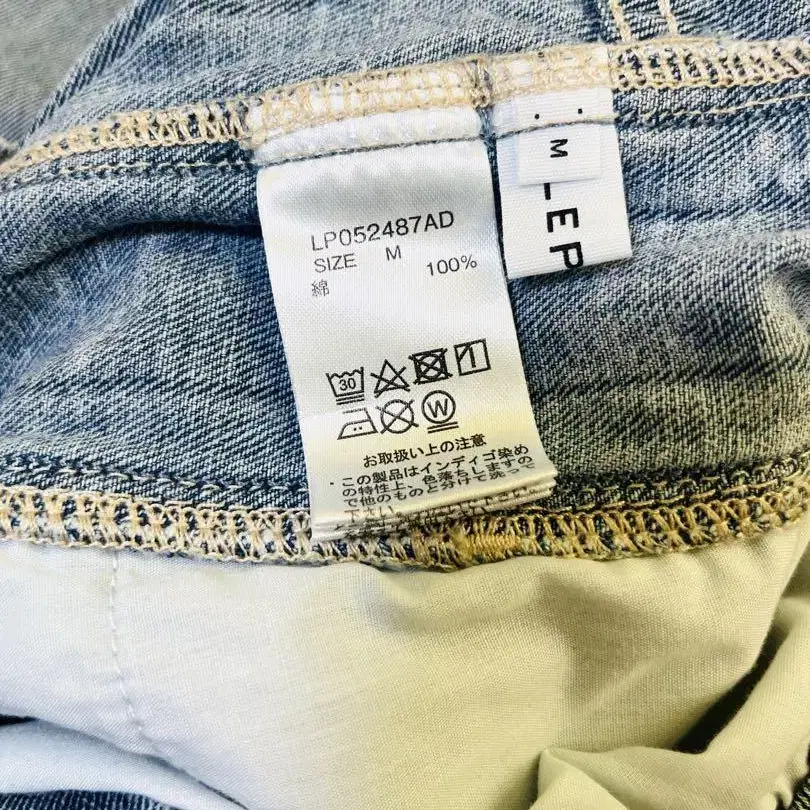 LP052487AD
SIZE M
綿 100%
30
W
お取扱い上の注意
・この製品はインディゴ染め
の特性上、色落ちしますの
で他のものと分けて洗って
M
LEP